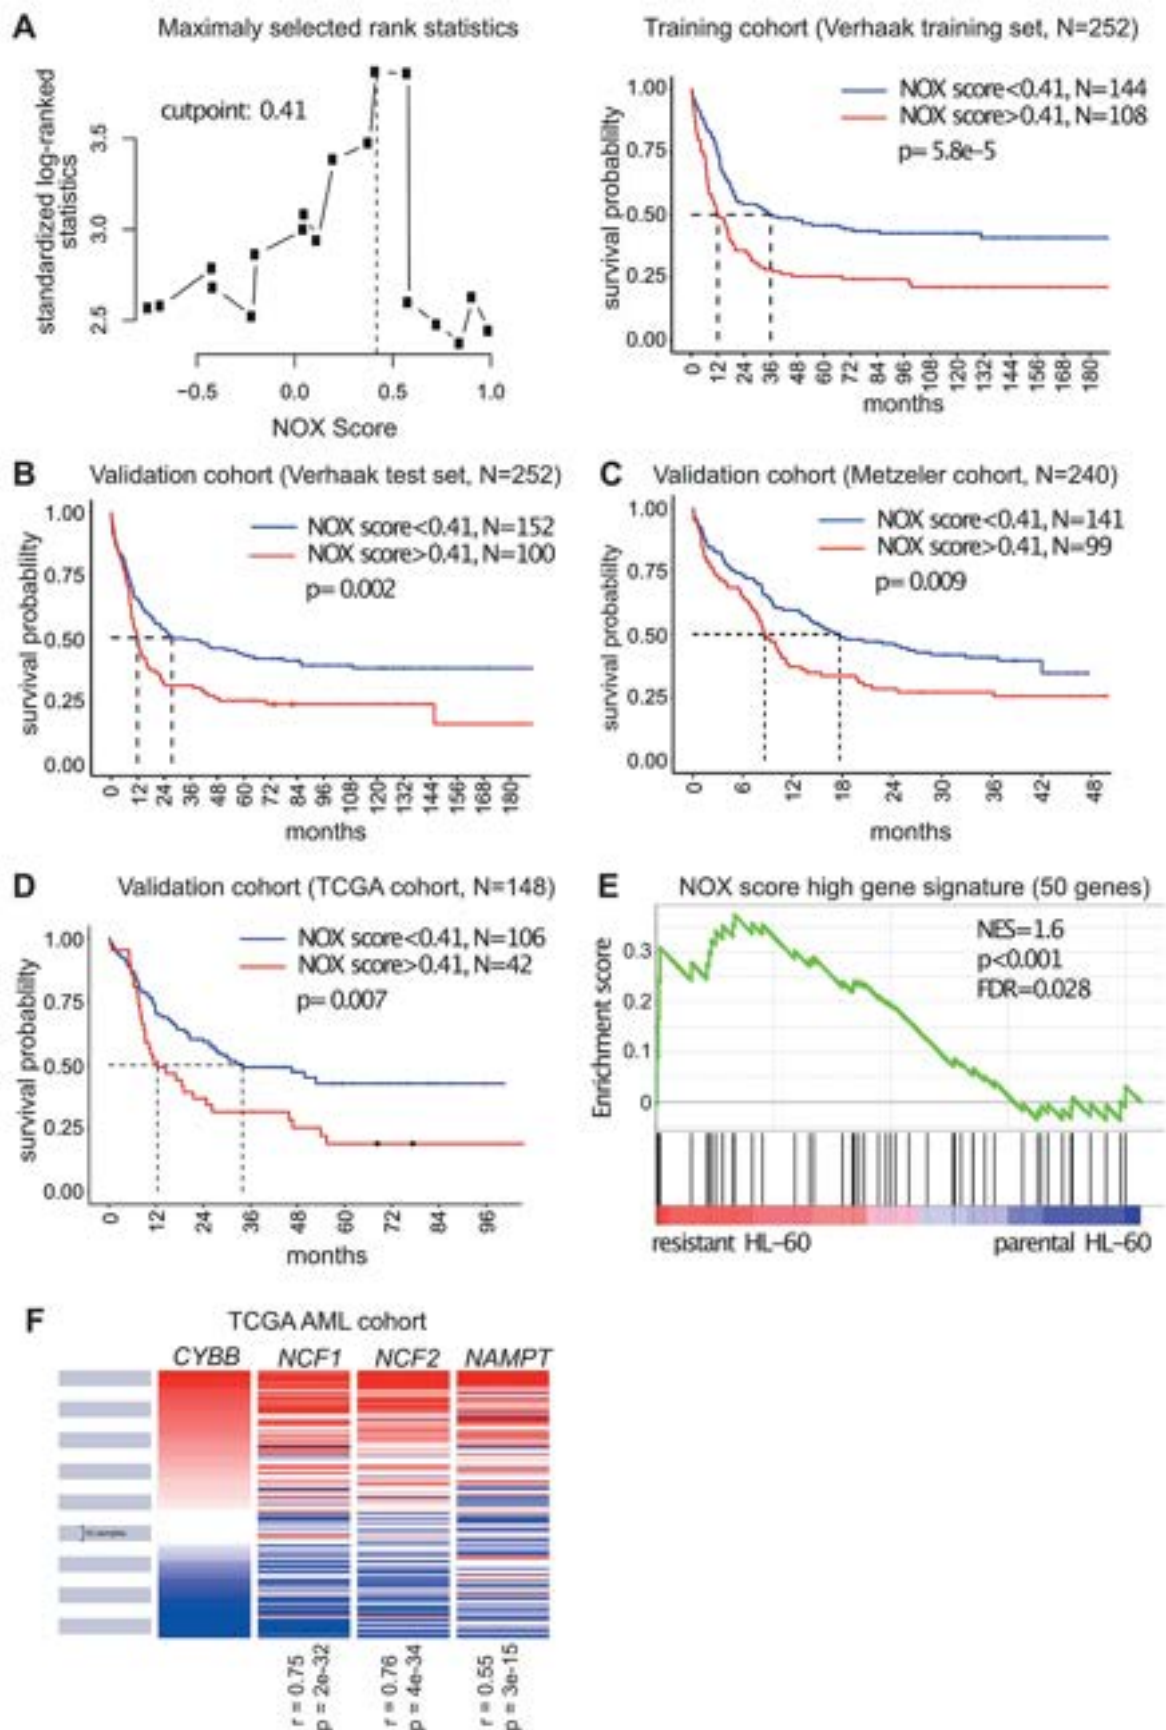 A
Maximaly selected rank statistics
cutpoint: 0.41
standardized log-ranked
statistics
3.5
3.0
2.5
−0.5 0.0 0.5 1.0
NOX Score
Training cohort (Verhaak training set, N=252)
NOX score<0.41, N=144
NOX score>0.41, N=108
p= 5.8e–5
survival probablilty
1.00
0.75
0.50
0.25
0.00
0 12 24 36 48 60 72 84 96 108 120 132 144 156 168 180
months
B
Validation cohort (Verhaak test set, N=252)
NOX score<0.41, N=152
NOX score>0.41, N=100
p= 0.002
survival probablilty
1.00
0.75
0.50
0.25
0.00
0 12 24 36 48 60 72 84 96 108 120 132 144 156 168 180
months
C
Validation cohort (Metzeler cohort, N=240)
NOX score<0.41, N=141
NOX score>0.41, N=99
p= 0.009
survival probablilty
1.00
0.75
0.50
0.25
0.00
0 6 12 18 24 30 36 42 48
months
D
Validation cohort (TCGA cohort, N=148)
NOX score<0.41, N=106
NOX score>0.41, N=42
p= 0.007
survival probablilty
1.00
0.75
0.50
0.25
0.00
0 12 24 36 48 60 72 84 96
months
E
NOX score high gene signature (50 genes)
NES=1.6
p<0.001
FDR=0.028
Enrichment score
0.3
0.2
0.1
0
resistant HL–60 parental HL–60
F
TCGA AML cohort
CYBB NCF1 NCF2 NAMPT
r = 0.75
p = 2e-32
r = 0.76
p = 4e-34
r = 0.55
p = 3e-15